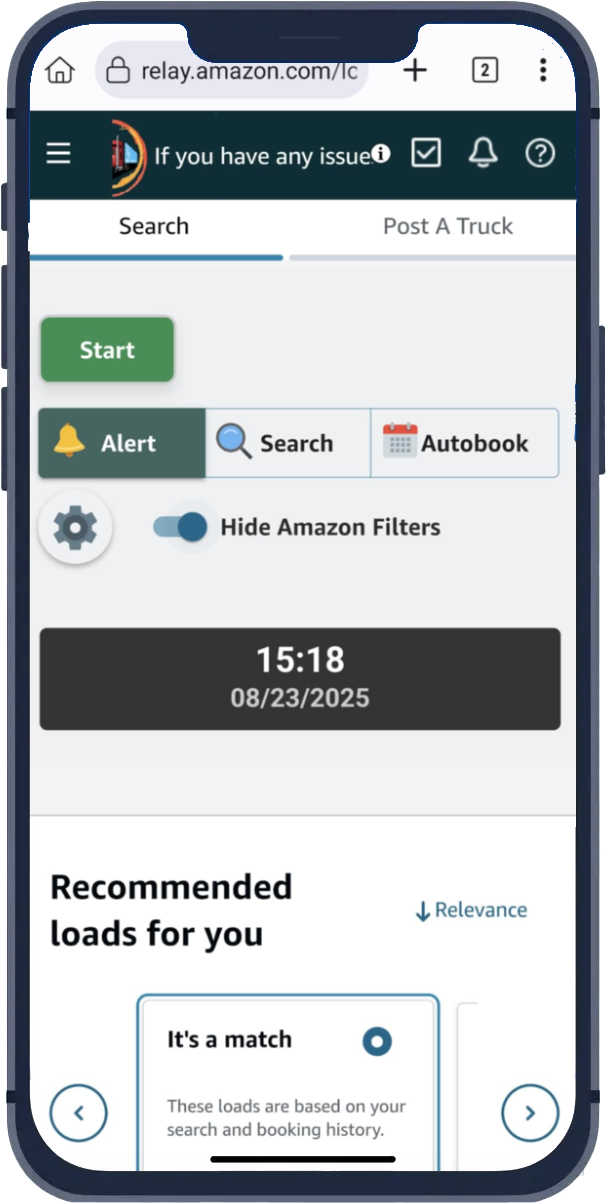 relay.amazon.com/lc
2
If you have any issue
Search
Post A Truck
Start
Alert
Search
Autobook
Hide Amazon Filters
15:18
08/23/2025
Recommended
loads for you
Relevance
It's a match
These loads are based on your
search and booking history.